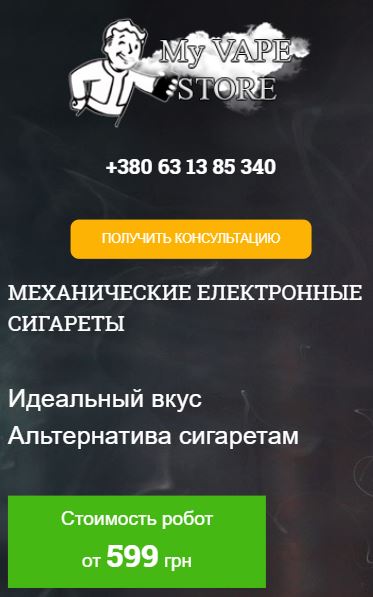 My VAPE
STORE
+380 63 13 85 340
ПОЛУЧИТЬ КОНСУЛЬТАЦИЮ
МЕХАНИЧЕСКИЕ ЕЛЕКТРОННЫЕ
СИГАРЕТЫ
Идеальный вкус
Альтернатива сигаретам
Стоимость робот
от 599 грн